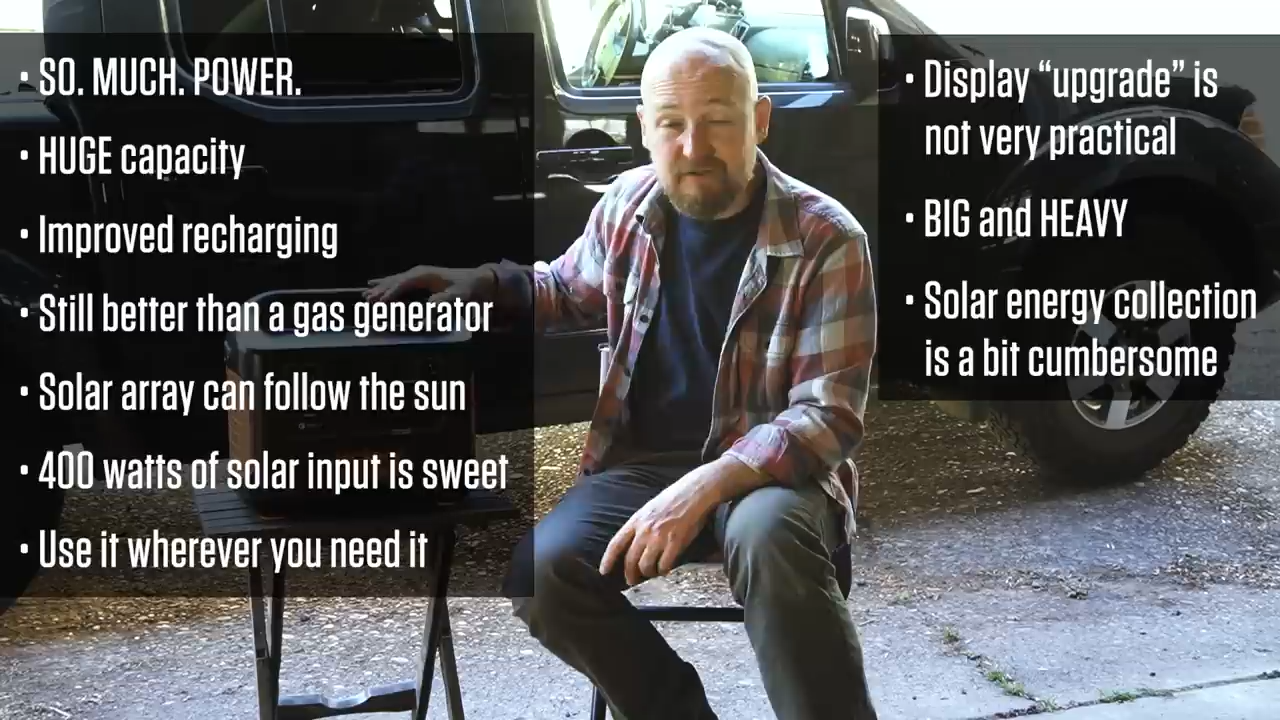 • SO. MUCH. POWER.
• HUGE capacity
• Improved recharging
• Still better than a gas generator
• Solar array can follow the sun
• 400 watts of solar input is sweet
• Use it wherever you need it
• Display “upgrade” is
not very practical
• BIG and HEAVY
• Solar energy collection
is a bit cumbersome